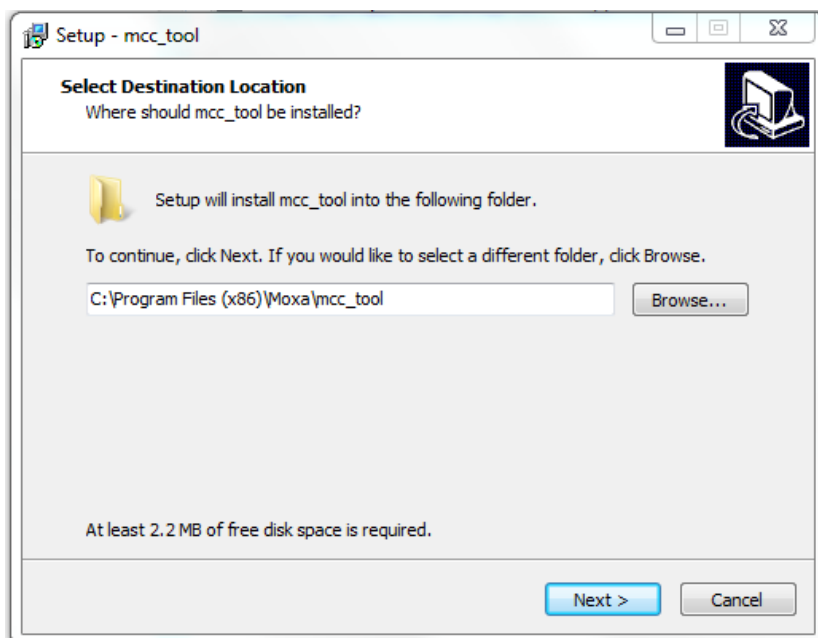 Setup - mcc_tool
Select Destination Location
Where should mcc_tool be installed?
Setup will install mcc_tool into the following folder.
To continue, click Next. If you would like to select a different folder, click Browse.
C:\Program Files (x86)\Moxa\mcc_tool
Browse...
At least 2.2 MB of free disk space is required.
Next >
Cancel